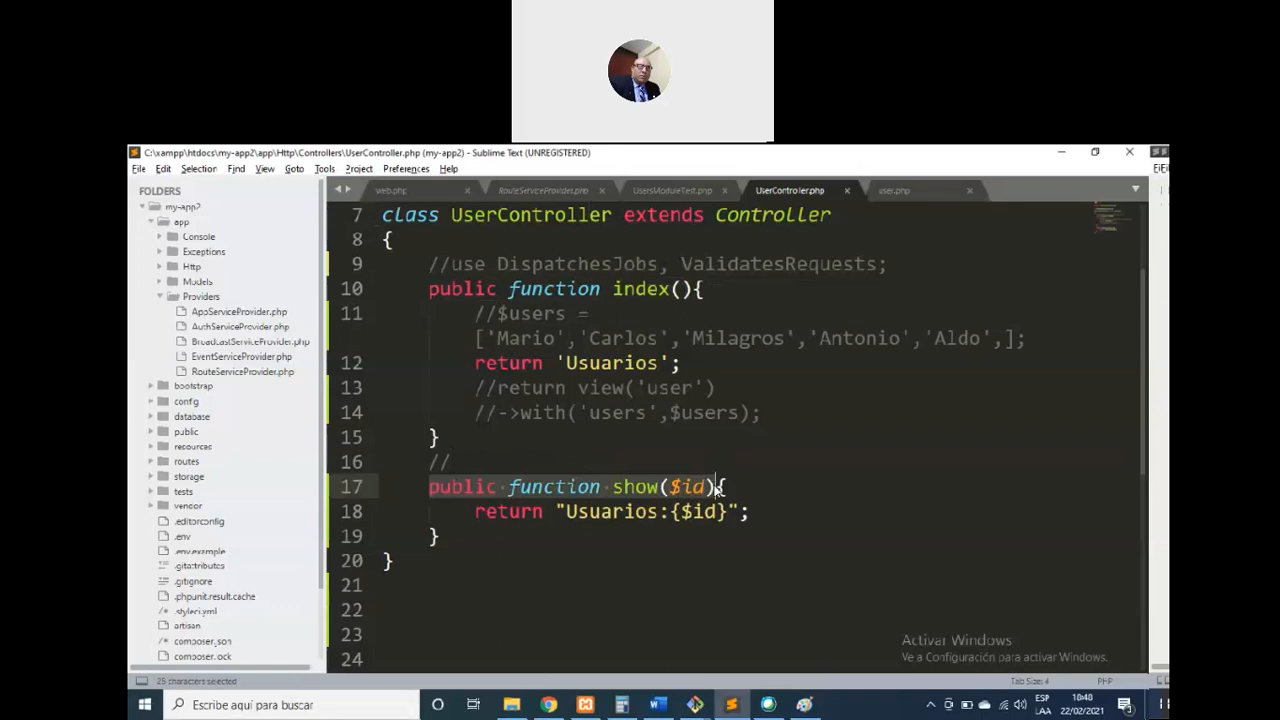 C:\xampp\htdocs\my-app2\app\Http\Controllers\UserController.php (my-app2) - Sublime Text (UNREGISTERED)
File Edit Selection Find View Goto Tools Project Preferences Help
FOLDERS
my-app2
app
Console
Exceptions
Http
Models
Providers
AppServiceProvider.php
AuthServiceProvider.php
BroadcastServiceProvider.php
EventServiceProvider.php
RouteServiceProvider.php
bootstrap
config
database
public
resources
routes
storage
tests
vendor
.editorconfig
.env
.env.example
.gitattributes
.gitignore
.phpunit.result.cache
.styleci.yml
artisan
composer.json
composer.lock
web.php RouteServiceProvider.php UsersModuleTest.php UserController.php user.php
7 class UserController extends Controller
8 {
9 //use DispatchesJobs, ValidatesRequests;
10 public function index(){
11 //$users =
['Mario','Carlos','Milagros','Antonio','Aldo',];
12 return 'Usuarios';
13 //return view('user')
14 //->with('users',$users);
15 }
16 //
17 public function show($id){
18 return "Usuarios:{$id}";
19 }
20 }
21
22
23
24
Activar Windows
Ve a Configuración para activar Windows.
25 characters selected
Tab Size: 4
PHP
Escribe aquí para buscar
ESP
LAA
10:48
22/02/2021